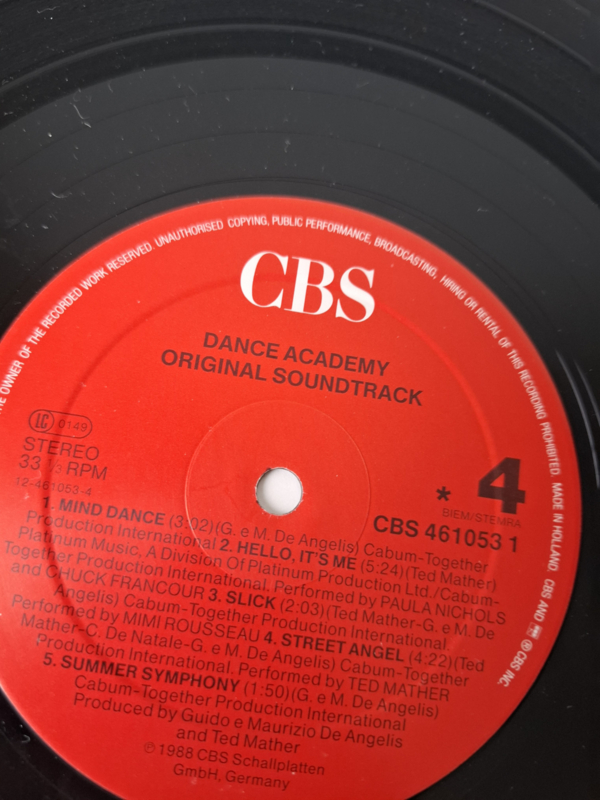 THE OWNER OF THE RECORDED WORK RESERVED. UNAUTHORISED COPYING, PUBLIC PERFORMANCE, BROADCASTING, HIRING OR RENTAL OF THIS RECORDING PROHIBITED. MADE IN HOLLAND. CBS AND ℗ CBS INC.
CBS
DANCE ACADEMY
ORIGINAL SOUNDTRACK
LC 0149
STEREO
33 1/3 RPM
12-461053-4
* 4
BIEM/STEMRA
CBS 461053 1
1. MIND DANCE (3:02)(G. e M. De Angelis) Cabum-Together
Production International 2. HELLO, IT'S ME (5:24)(Ted Mather)
Platinum Music, A Division Of Platinum Production Ltd./Cabum-
Together Production International. Performed by PAULA NICHOLS
and CHUCK FRANCOUR 3. SLICK (2:03)(Ted Mather-G. e M. De
Angelis) Cabum-Together Production International.
Performed by MIMI ROUSSEAU 4. STREET ANGEL (4:22)(Ted
Mather-C. De Natale-G. e M. De Angelis) Cabum-Together
Production International. Performed by TED MATHER
5. SUMMER SYMPHONY (1:50)(G. e M. De Angelis)
Cabum-Together Production International
Produced by Guido e Maurizio De Angelis
and Ted Mather
℗ 1988 CBS Schallplatten
GmbH, Germany